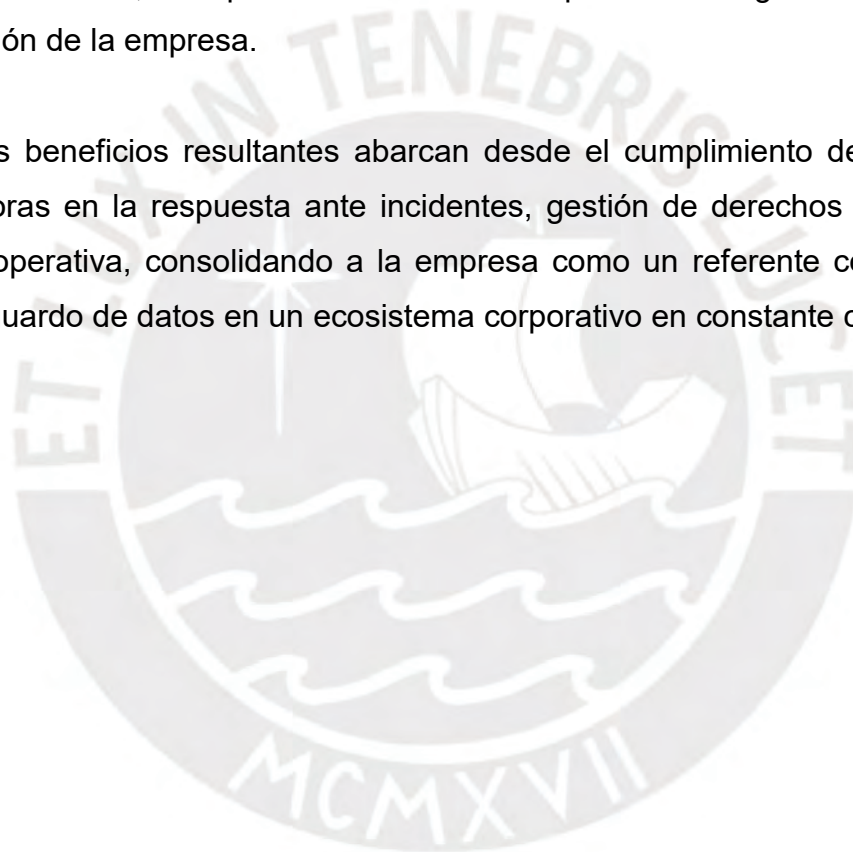 ón de la empresa.
s beneficios resultantes abarcan desde el cumplimiento de
oras en la respuesta ante incidentes, gestión de derechos
operativa, consolidando a la empresa como un referente co
uardo de datos en un ecosistema corporativo en constante
ET LUX IN TENEBRIS LUCET
MCMXVII